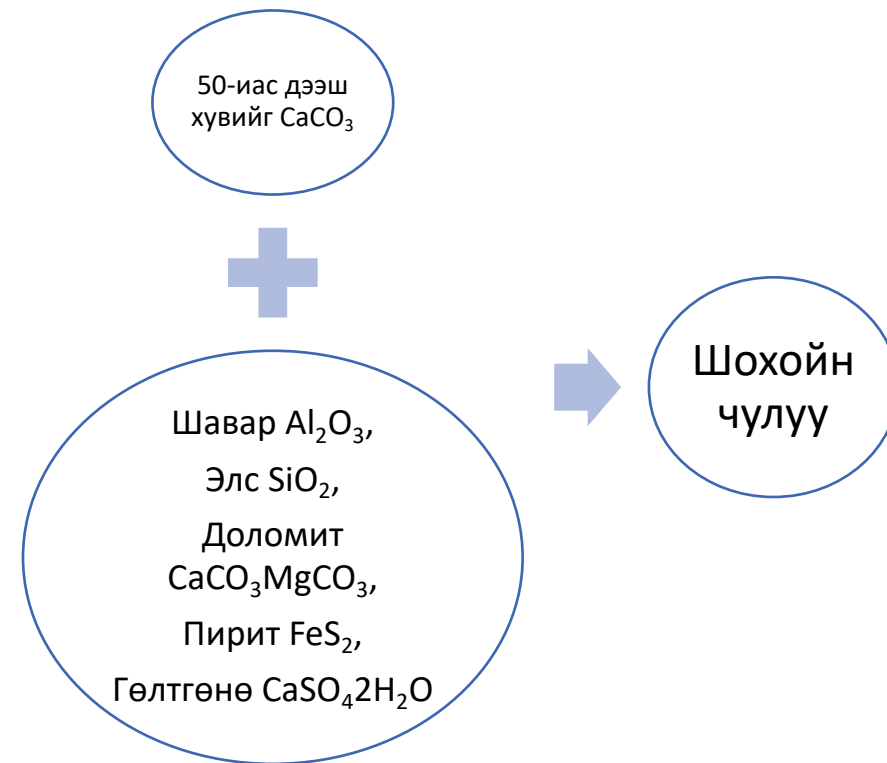 50-иас дээш
хувийг CaCO₃
Шавар Al₂O₃,
Элс SiO₂,
Доломит
CaCO₃MgCO₃,
Пирит FeS₂,
Гөлтгөнө CaSO₄2H₂O
Шохойн
чулуу